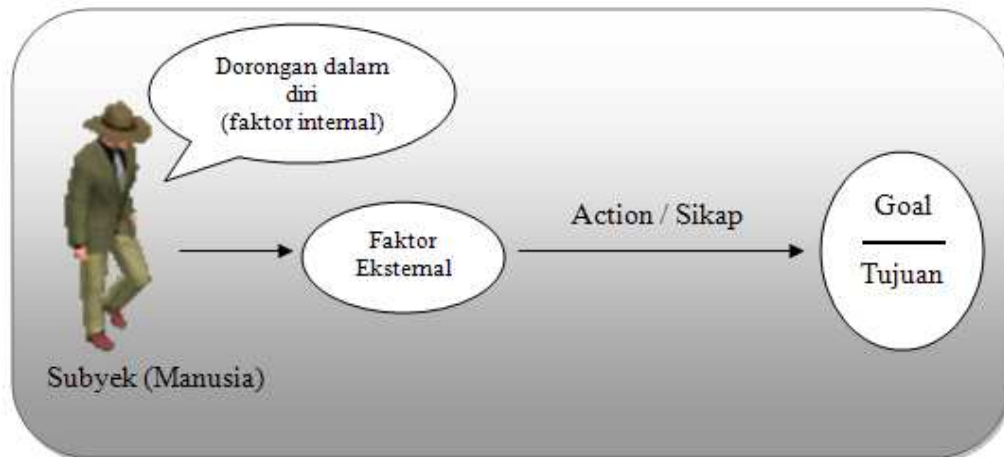 Dorongan dalam
diri
(faktor internal)
Faktor
Eksternal
Action / Sikap
Goal
Tujuan
Subyek (Manusia)